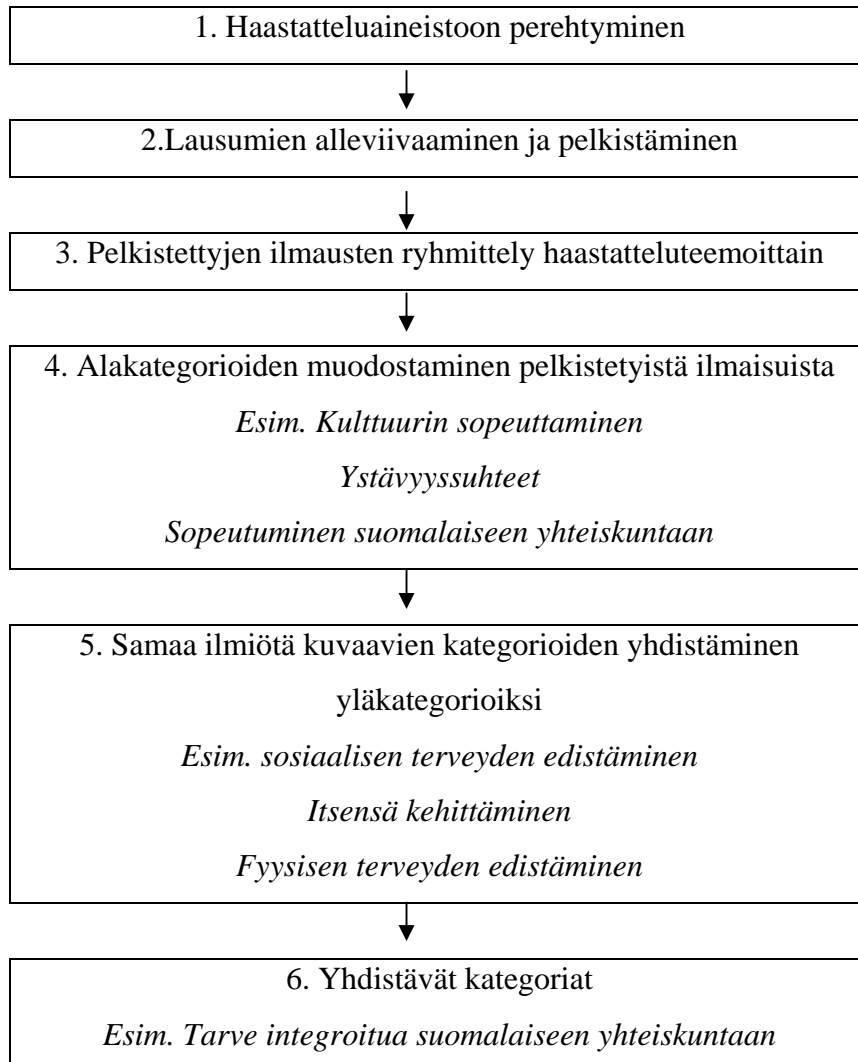 1. Haastatteluaineistoon perehtyminen
2.Lausumien alleviivaaminen ja pelkistäminen
3. Pelkistettyjen ilmausten ryhmittely haastatteluteemoittain
4. Alakategorioiden muodostaminen pelkistetyistä ilmaisuista
Esim. Kulttuurin sopeuttaminen
Ystävyyssuhteet
Sopeutuminen suomalaiseen yhteiskuntaan
5. Samaa ilmiötä kuvaavien kategorioiden yhdistäminen
yläkategorioiksi
Esim. sosiaalisen terveyden edistäminen
Itsensä kehittäminen
Fyysisen terveyden edistäminen
6. Yhdistävät kategoriat
Esim. Tarve integroitua suomalaiseen yhteiskuntaan